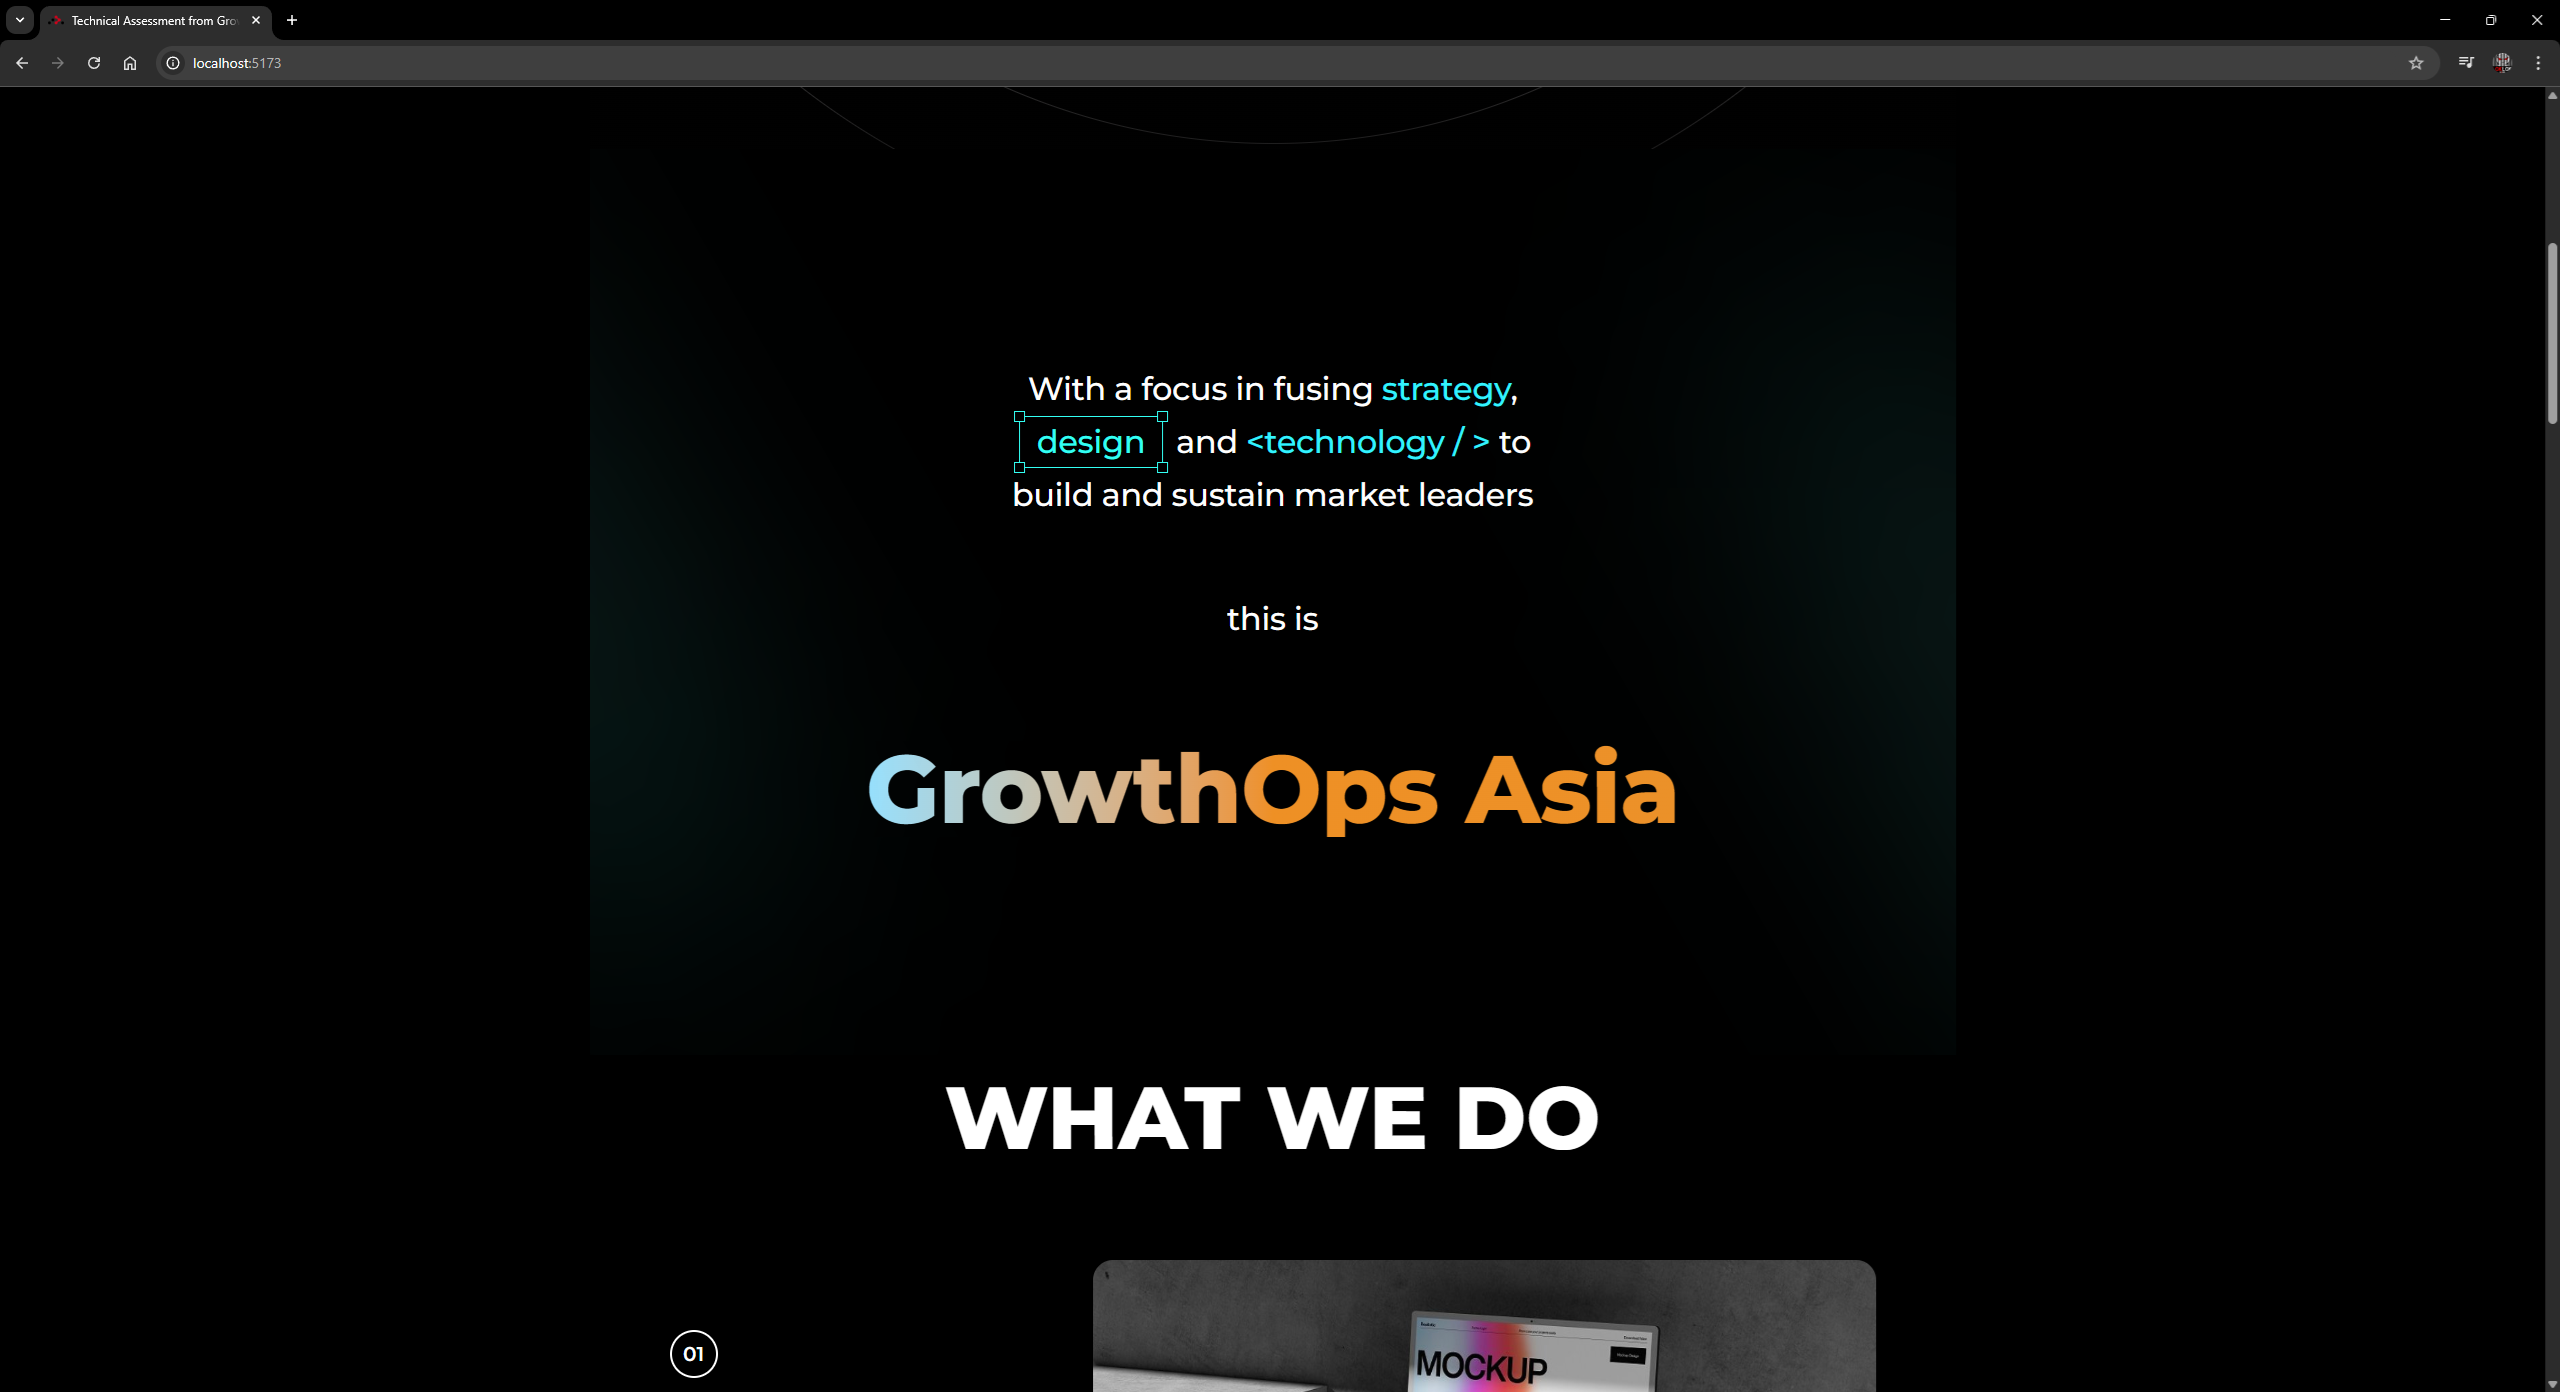 Technical Assessment from Gro
localhost:5173
With a focus in fusing strategy,
design and <technology / > to
build and sustain market leaders
this is
GrowthOps Asia
WHAT WE DO
01
MOCKUP